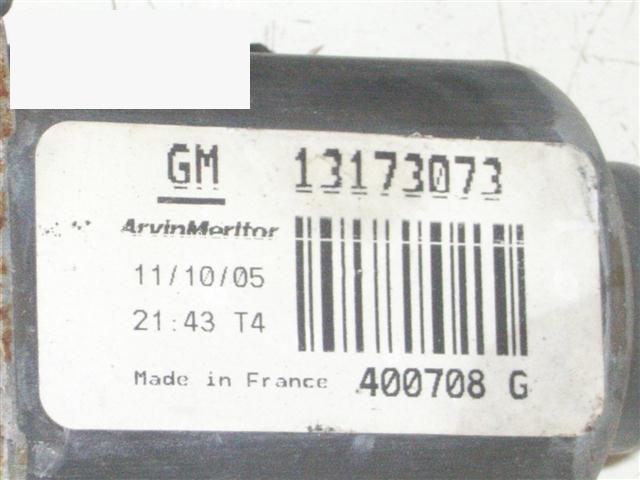 GM 13173073
ArvinMeritor
11/10/05
21:43 T4
Made in France 400708 G